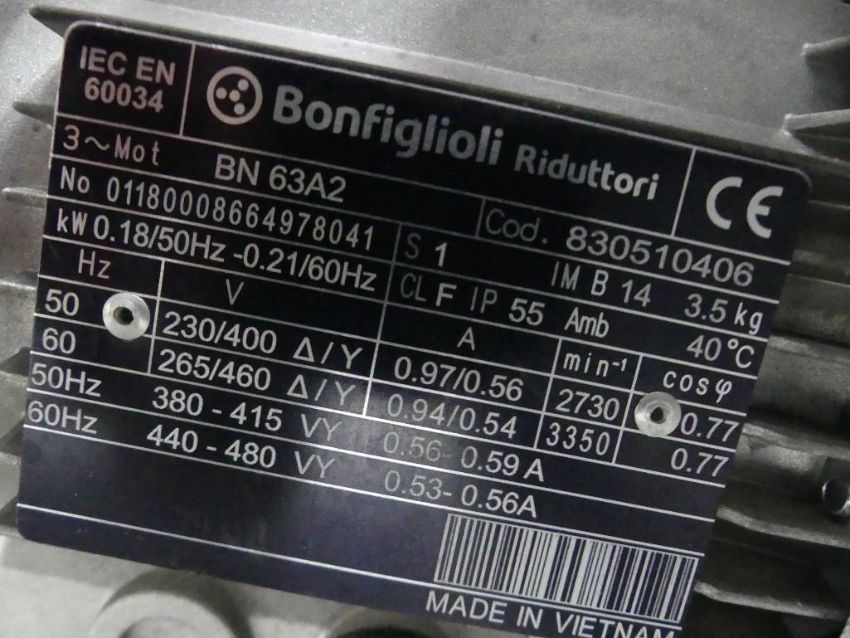 IEC EN
60034
Bonfiglioli Riduttori
CE
3~Mot BN 63A2
No 01180008664978041 Cod. 830510406
kW 0.18/50Hz -0.21/60Hz S 1 IM B 14 3.5 kg
CL F IP 55 Amb 40°C
Hz V A min⁻¹ cosφ
50 230/400 Δ/Y 0.97/0.56 2730 0.77
60 265/460 Δ/Y 0.94/0.54 3350 0.77
50Hz 380 - 415 VY 0.56- 0.59 A
60Hz 440 - 480 VY 0.53- 0.56A
MADE IN VIETNAM